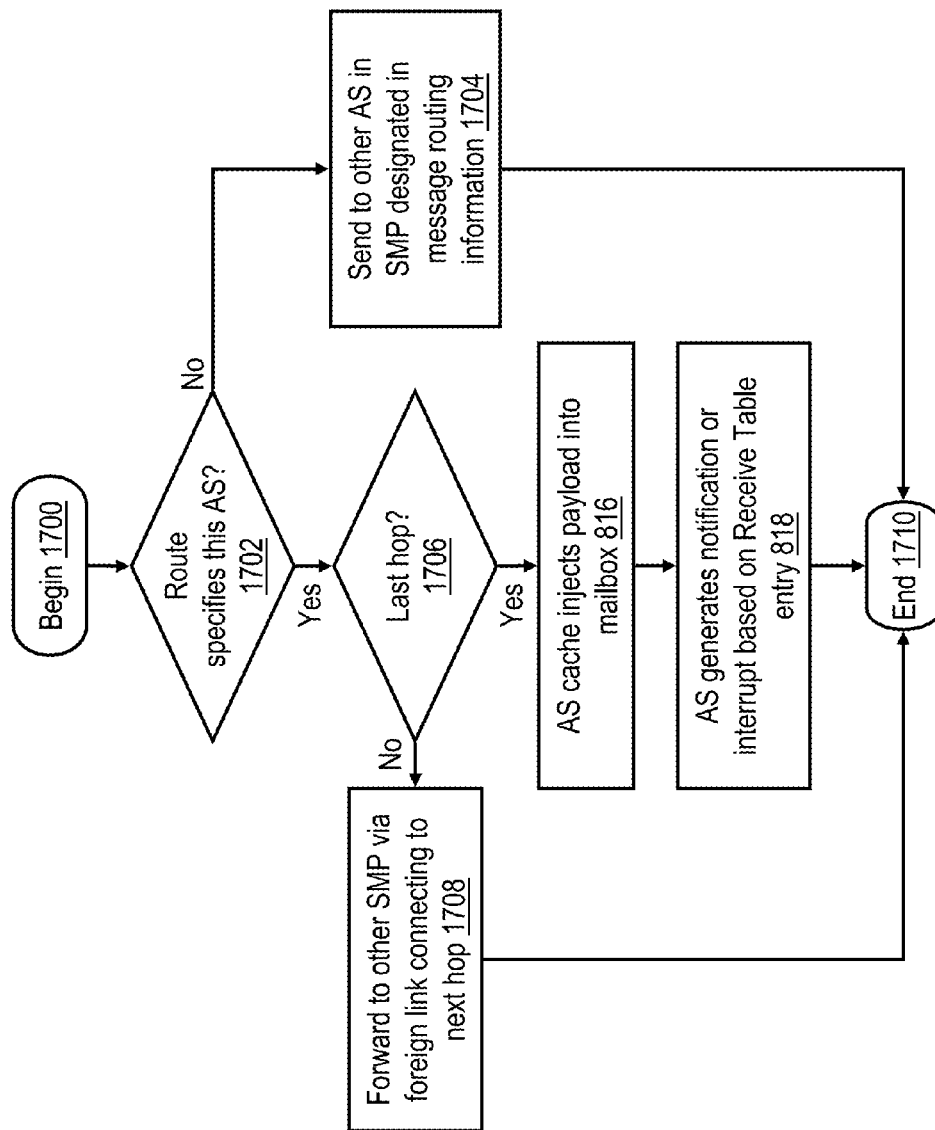 Begin 1700
Route
specifies this AS?
1702
No
Yes
Send to other AS in
SMP designated in
message routing
information 1704
Last hop?
1706
No
Yes
Forward to other SMP via
foreign link connecting to
next hop 1708
AS cache injects payload into
mailbox 816
AS generates notification or
interrupt based on Receive Table
entry 818
End 1710